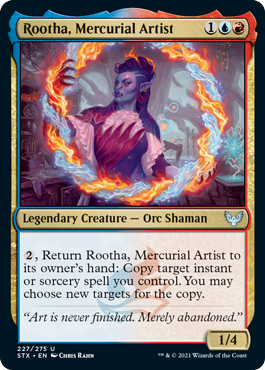 Rootha, Mercurial Artist 1
Legendary Creature — Orc Shaman
2, Return Rootha, Mercurial Artist to
its owner's hand: Copy target instant
or sorcery spell you control. You may
choose new targets for the copy.
"Art is never finished. Merely abandoned."
1/4
227/275 U
STX • EN Chris Rahn
™ & © 2021 Wizards of the Coast